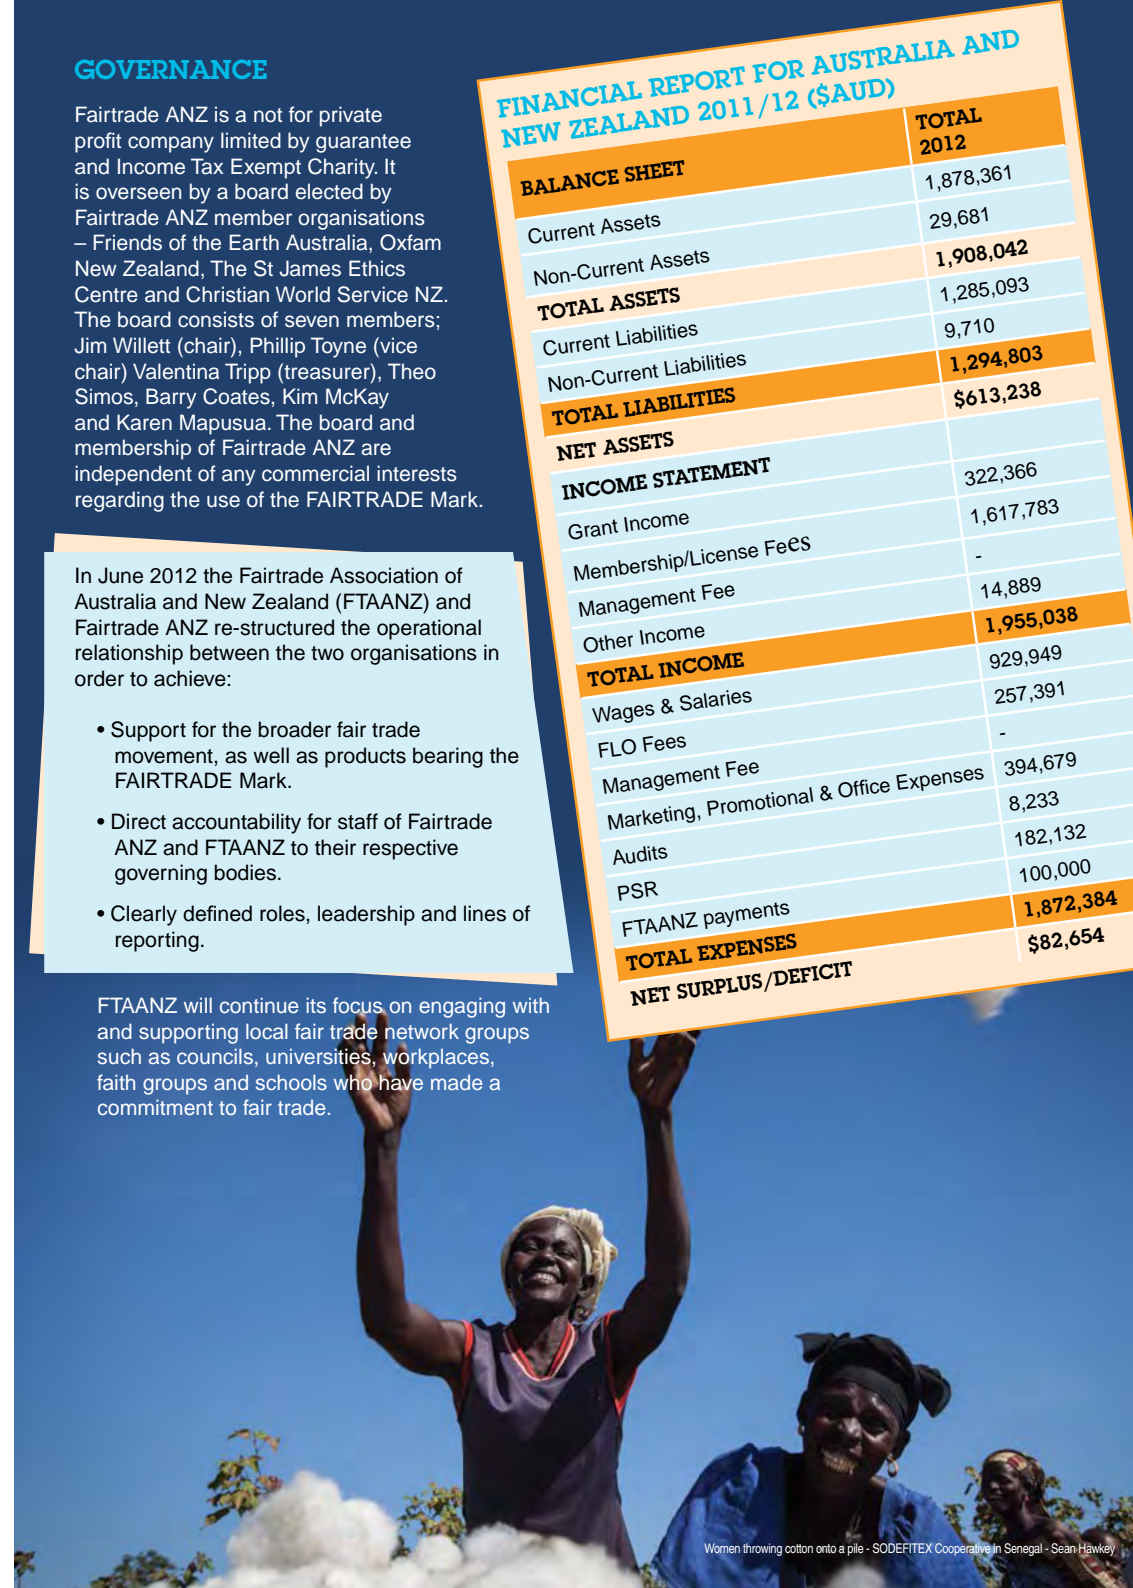 GOVERNANCE
Fairtrade ANZ is a not for private
profit company limited by guarantee
and Income Tax Exempt Charity. It
is overseen by a board elected by
Fairtrade ANZ member organisations
– Friends of the Earth Australia, Oxfam
New Zealand, The St James Ethics
Centre and Christian World Service NZ.
The board consists of seven members;
Jim Willett (chair), Phillip Toyne (vice
chair) Valentina Tripp (treasurer), Theo
Simos, Barry Coates, Kim McKay
and Karen Mapusua. The board and
membership of Fairtrade ANZ are
independent of any commercial interests
regarding the use of the FAIRTRADE Mark.
In June 2012 the Fairtrade Association of
Australia and New Zealand (FTAANZ) and
Fairtrade ANZ re-structured the operational
relationship between the two organisations in
order to achieve:
• Support for the broader fair trade
movement, as well as products bearing the
FAIRTRADE Mark.
• Direct accountability for staff of Fairtrade
ANZ and FTAANZ to their respective
governing bodies.
• Clearly defined roles, leadership and lines of
reporting.
FTAANZ will continue its focus on engaging with
and supporting local fair trade network groups
such as councils, universities, workplaces,
faith groups and schools who have made a
commitment to fair trade.
FINANCIAL REPORT FOR AUSTRALIA AND
NEW ZEALAND 2011/12 ($AUD)
BALANCE SHEET TOTAL 2012
Current Assets 1,878,361
Non-Current Assets 29,681
TOTAL ASSETS 1,908,042
Current Liabilities 1,285,093
Non-Current Liabilities 9,710
TOTAL LIABILITIES 1,294,803
NET ASSETS $613,238
INCOME STATEMENT
Grant Income 322,366
Membership/License Fees 1,617,783
Management Fee -
Other Income 14,889
TOTAL INCOME 1,955,038
Wages & Salaries 929,949
FLO Fees 257,391
Management Fee -
Marketing, Promotional & Office Expenses 394,679
Audits 8,233
PSR 182,132
FTAANZ payments 100,000
TOTAL EXPENSES 1,872,384
NET SURPLUS/DEFICIT $82,654
Women throwing cotton onto a pile - SODEFITEX Cooperative in Senegal - Sean Hawkey